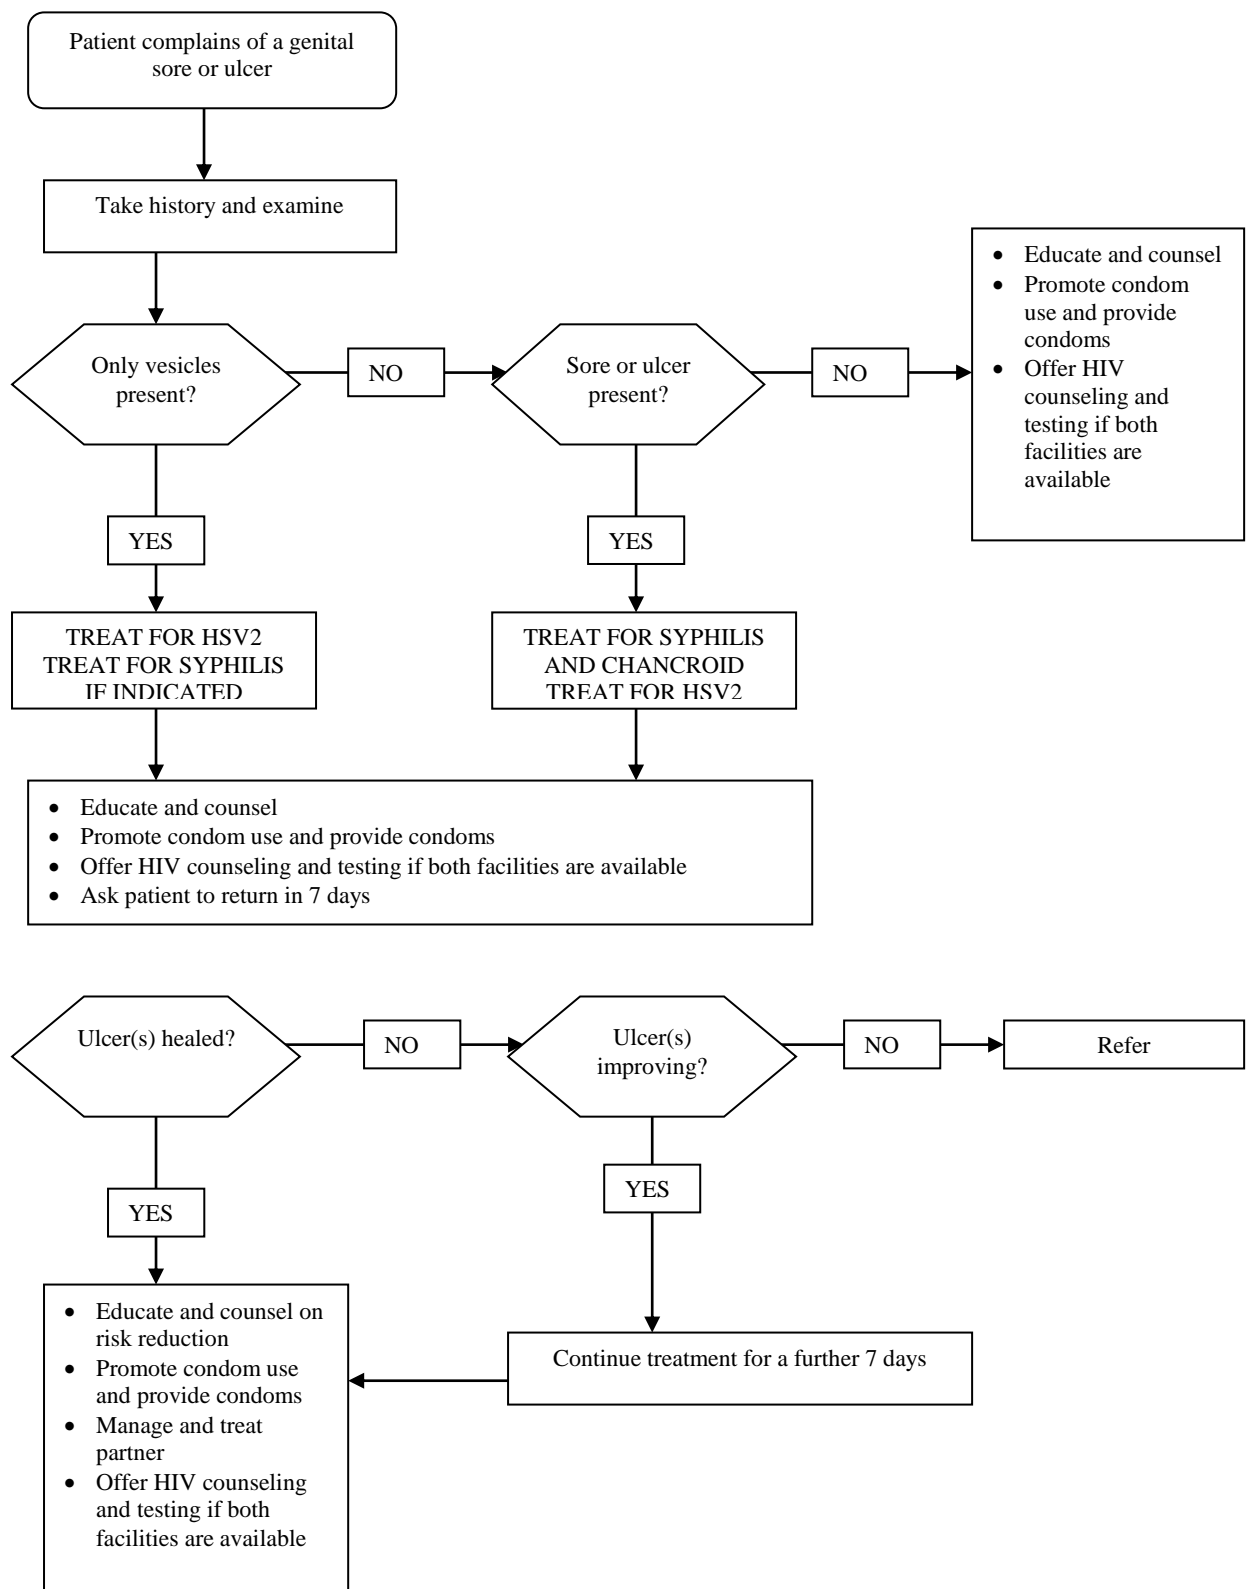 Patient complains of a genital
sore or ulcer
Take history and examine
Only vesicles
present?
NO
Sore or ulcer
present?
NO
• Educate and counsel
• Promote condom
use and provide
condoms
• Offer HIV
counseling and
testing if both
facilities are
available
YES
YES
TREAT FOR HSV2
TREAT FOR SYPHILIS
IF INDICATED
TREAT FOR SYPHILIS
AND CHANCROID
TREAT FOR HSV2
• Educate and counsel
• Promote condom use and provide condoms
• Offer HIV counseling and testing if both facilities are available
• Ask patient to return in 7 days
Ulcer(s) healed?
NO
Ulcer(s)
improving?
NO
Refer
YES
YES
• Educate and counsel on
risk reduction
• Promote condom use
and provide condoms
• Manage and treat
partner
• Offer HIV counseling
and testing if both
facilities are available
Continue treatment for a further 7 days